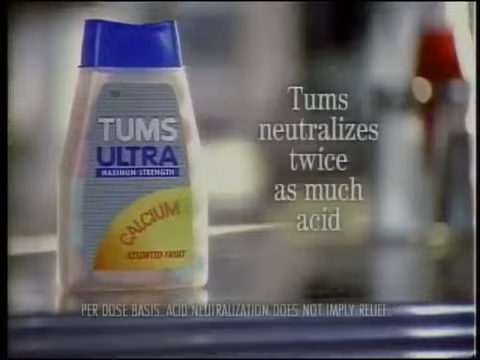 TUMS
ULTRA
MAXIMUM STRENGTH
CALCIUM
ASSORTED FRUIT
Tums
neutralizes
twice
as much
acid
PER DOSE BASIS. ACID NEUTRALIZATION DOES NOT IMPLY RELIEF.